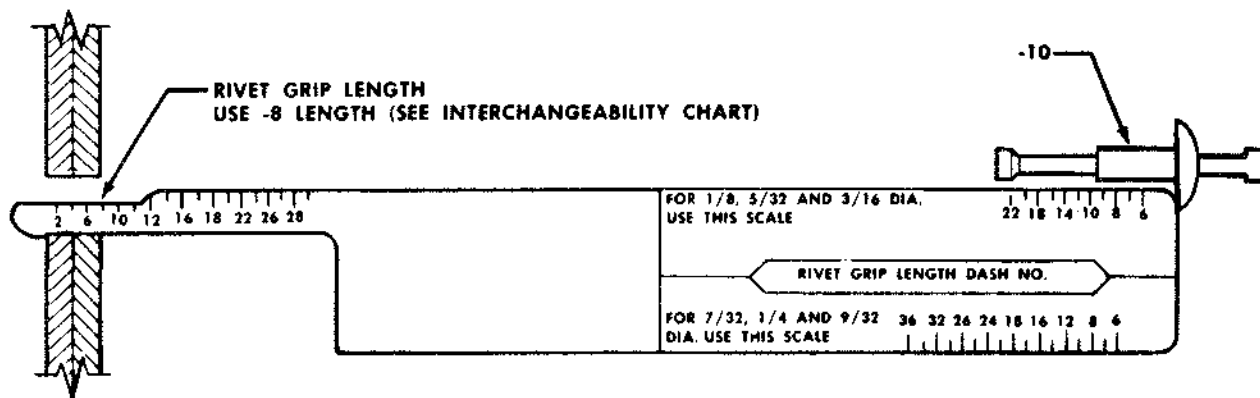 -10
RIVET GRIP LENGTH
USE -8 LENGTH (SEE INTERCHANGEABILITY CHART)
2 6 10 12 16 18 22 26 28
FOR 1/8, 5/32 AND 3/16 DIA.
USE THIS SCALE
22 18 14 10 8 6
RIVET GRIP LENGTH DASH NO.
FOR 7/32, 1/4 AND 9/32
DIA. USE THIS SCALE
36 32 26 24 18 16 12 8 6